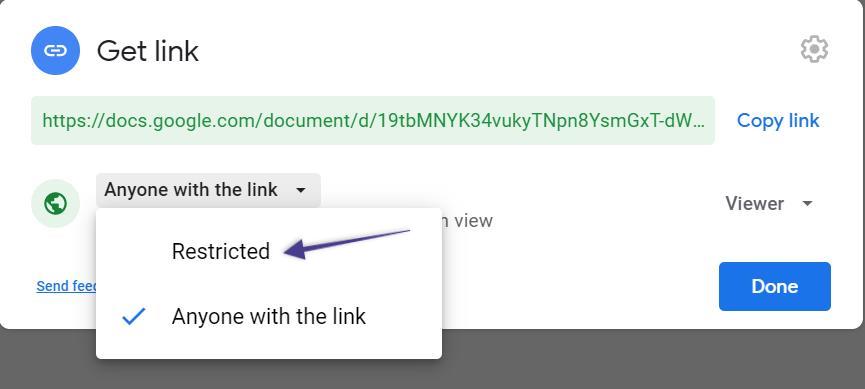 Get link
https://docs.google.com/document/d/19tbMNYK34vukyTNpn8YsmGxT-dW...
Copy link
Anyone with the link
view
Viewer
Restricted
Send
Anyone with the link
Done